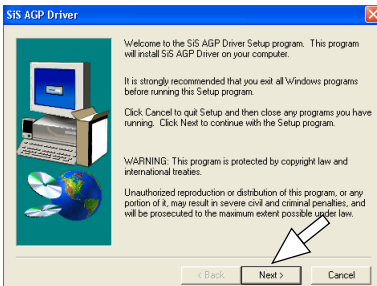 SiS AGP Driver
Welcome to the SiS AGP Driver Setup program. This program
will install SiS AGP Driver on your computer.
It is strongly recommended that you exit all Windows programs
before running this Setup program.
Click Cancel to quit Setup and then close any programs you have
running. Click Next to continue with the Setup program.
WARNING: This program is protected by copyright law and
international treaties.
Unauthorized reproduction or distribution of this program, or any
portion of it, may result in severe civil and criminal penalties, and
will be prosecuted to the maximum extent possible under law.
< Back Next > Cancel